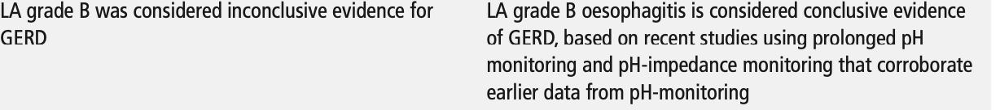 LA grade B was considered inconclusive evidence for
GERD
LA grade B oesophagitis is considered conclusive evidence
of GERD, based on recent studies using prolonged pH
monitoring and pH-impedance monitoring that corroborate
earlier data from pH-monitoring